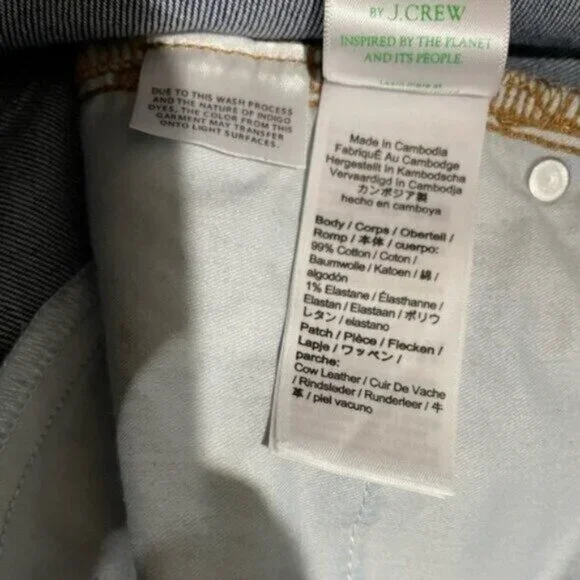 BY J.CREW
INSPIRED BY THE PLANET
AND ITS PEOPLE.
Learn more at
DUE TO THIS WASH PROCESS
AND THE NATURE OF INDIGO
DYES, THE COLOR FROM THIS
GARMENT MAY TRANSFER
ONTO LIGHT SURFACES.
Made In Cambodia
FabriquÉ Au Cambodge
Hergestellt In Kambodscha
Vervaardigd In Cambodja
カンボジア製
hecho en camboya
Body / Corps / Oberteil /
Romp / 本体 / cuerpo:
99% Cotton / Coton /
Baumwolle / Katoen / 綿 /
algodón
1% Elastane / Élasthanne /
Elastan / Elastaan / ポリウ
レタン / elastano
Patch / Pièce / Flecken /
Lapje / ワッペン /
parche:
Cow Leather / Cuir De Vache
/ Rindsleder / Runderleer / 牛
革 / piel vacuno